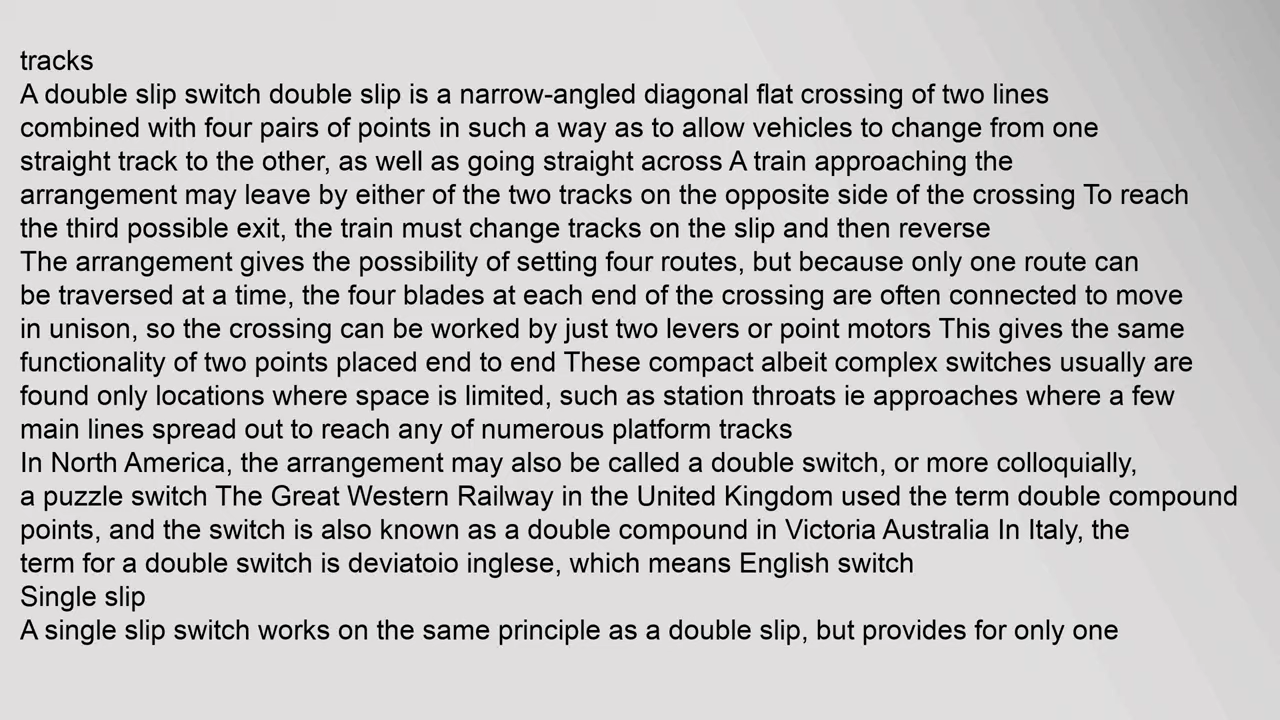 tracks
A double slip switch double slip is a narrow-angled diagonal flat crossing of two lines
combined with four pairs of points in such a way as to allow vehicles to change from one
straight track to the other, as well as going straight across A train approaching the
arrangement may leave by either of the two tracks on the opposite side of the crossing To reach
the third possible exit, the train must change tracks on the slip and then reverse
The arrangement gives the possibility of setting four routes, but because only one route can
be traversed at a time, the four blades at each end of the crossing are often connected to move
in unison, so the crossing can be worked by just two levers or point motors This gives the same
functionality of two points placed end to end These compact albeit complex switches usually are
found only locations where space is limited, such as station throats ie approaches where a few
main lines spread out to reach any of numerous platform tracks
In North America, the arrangement may also be called a double switch, or more colloquially,
a puzzle switch The Great Western Railway in the United Kingdom used the term double compound
points, and the switch is also known as a double compound in Victoria Australia In Italy, the
term for a double switch is deviatoio inglese, which means English switch
Single slip
A single slip switch works on the same principle as a double slip, but provides for only one